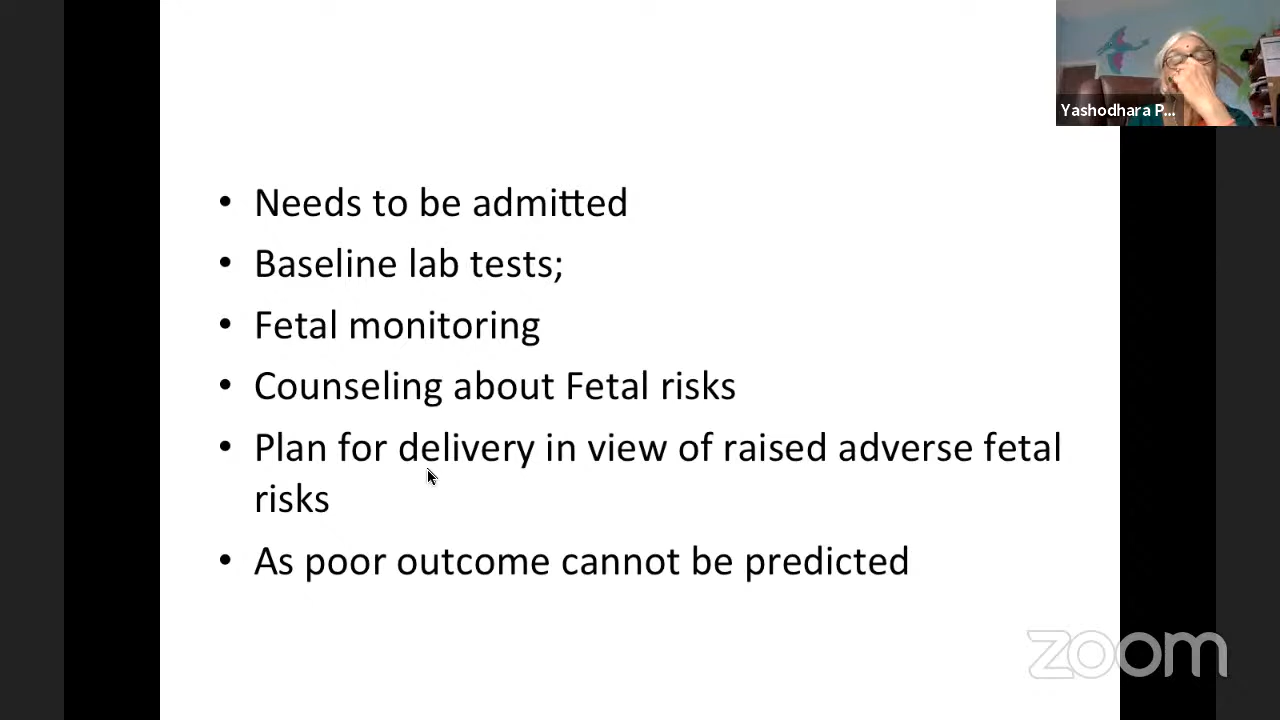 Yashodhara P...
• Needs to be admitted
• Baseline lab tests;
• Fetal monitoring
• Counseling about Fetal risks
• Plan for delivery in view of raised adverse fetal
risks
• As poor outcome cannot be predicted
zoom